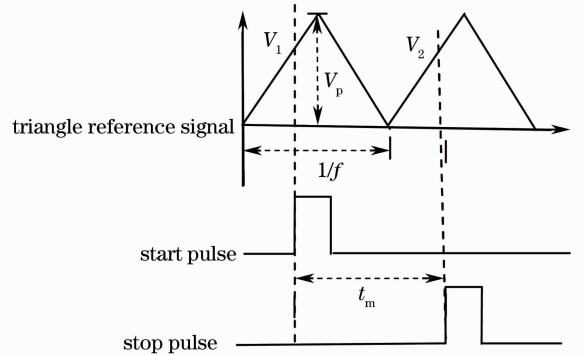 V1
V2
Vp
triangle reference signal
1/f
start pulse
tm
stop pulse